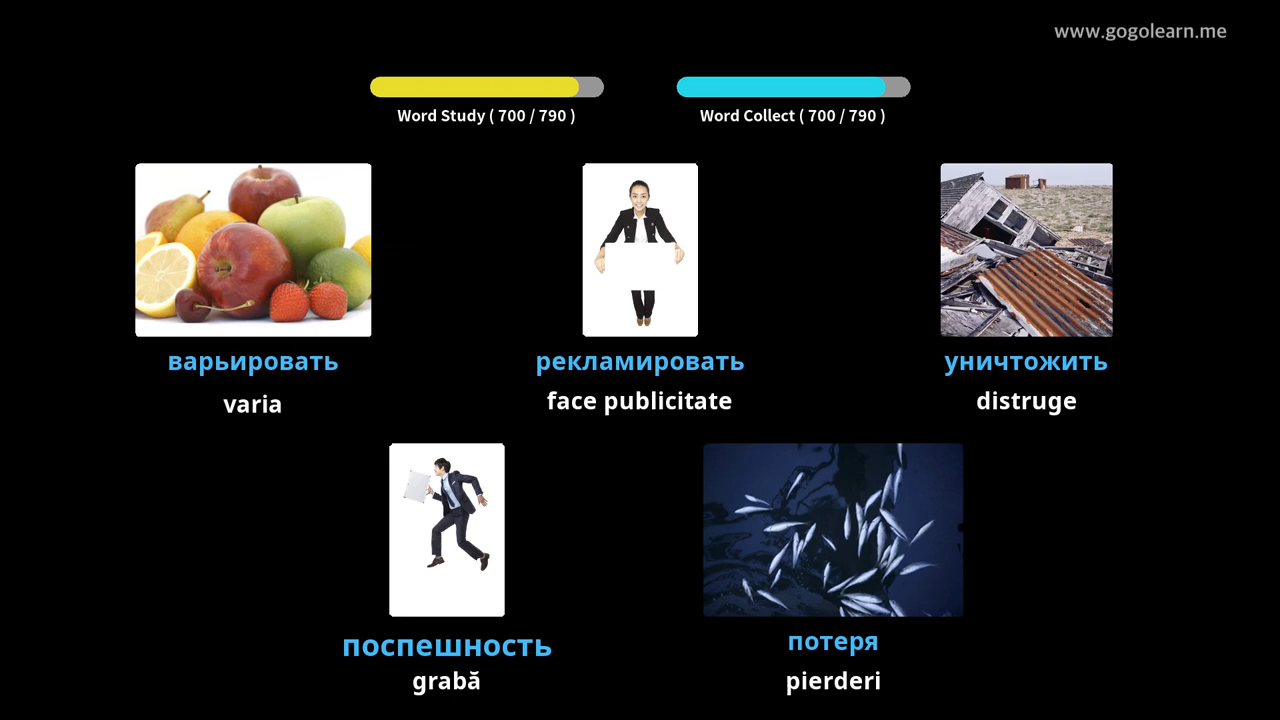 www.gogolearn.me
Word Study ( 700 / 790 )
Word Collect ( 700 / 790 )
варьировать
varia
рекламировать
face publicitate
уничтожить
distruge
поспешность
grabă
потеря
pierderi